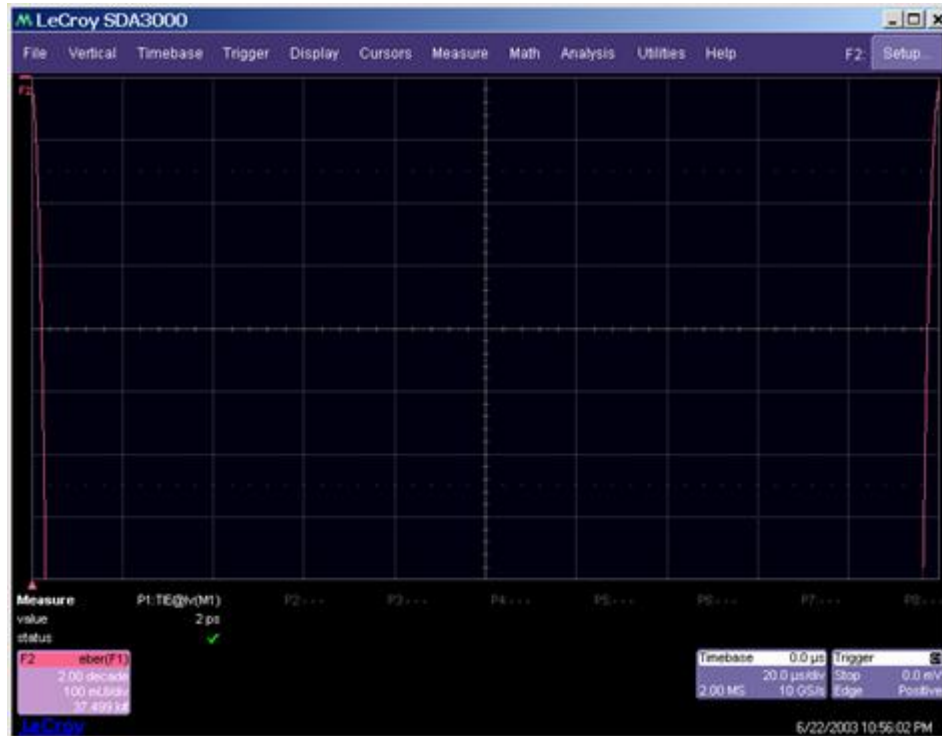 LeCroy SDA3000
File Vertical Timebase Trigger Display Cursors Measure Math Analysis Utilities Help F2: Setup...
F2
Measure P1:TIE@lv(M1) P2--- P3--- P4--- P5--- P6--- P7--- P8---
value 2 ps
status
F2 eber(F1)
2.00 decade
100 mUI/div
37.499 k#
Timebase 0.0 µs Trigger
20.0 µs/div Stop 0.0 mV
2.00 MS 10 GS/s Edge Positive
LeCroy
6/22/2003 10:56:02 PM